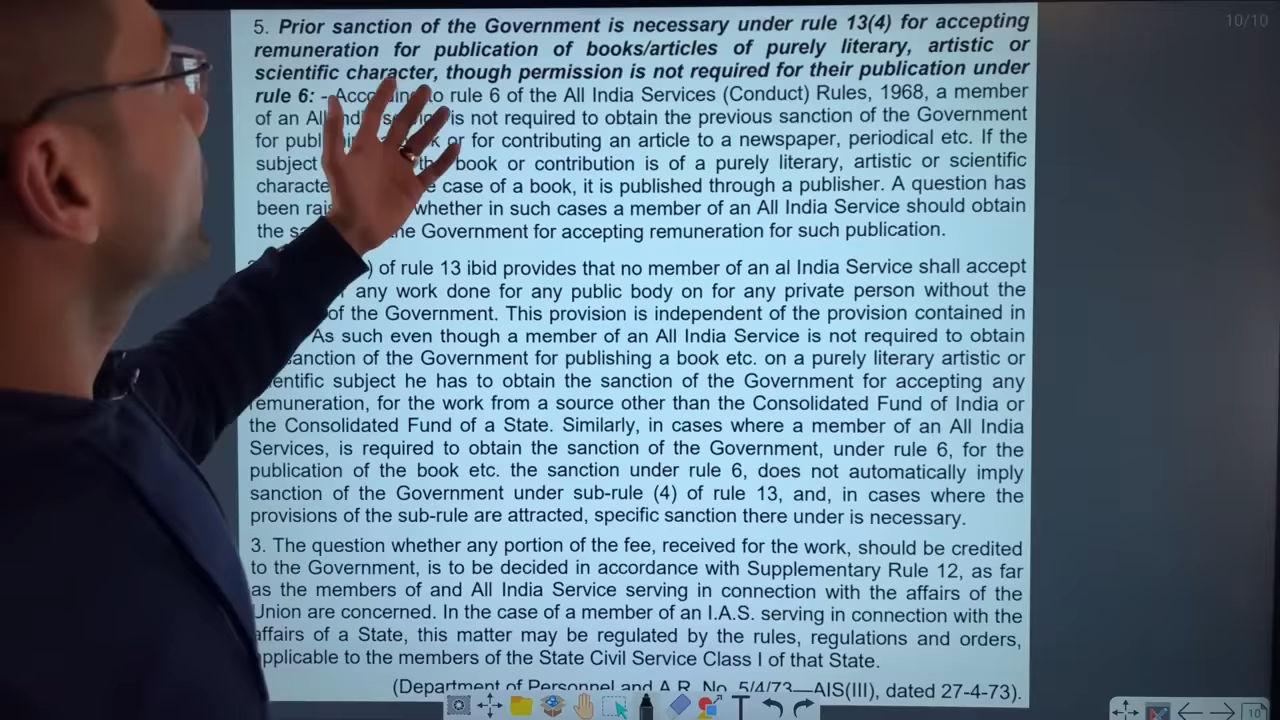 10/10
5. Prior sanction of the Government is necessary under rule 13(4) for accepting
remuneration for publication of books/articles of purely literary, artistic or
scientific character, though permission is not required for their publication under
rule 6: - According to rule 6 of the All India Services (Conduct) Rules, 1968, a member
of an All is not required to obtain the previous sanction of the Government
for or for contributing an article to a newspaper, periodical etc. If the
subject the book or contribution is of a purely literary, artistic or scientific
case of a book, it is published through a publisher. A question has
been whether in such cases a member of an All India Service should obtain
the Government for accepting remuneration for such publication.
) of rule 13 ibid provides that no member of an al India Service shall accept
any work done for any public body on for any private person without the
of the Government. This provision is independent of the provision contained in
As such even though a member of an All India Service is not required to obtain
sanction of the Government for publishing a book etc. on a purely literary artistic or
entific subject he has to obtain the sanction of the Government for accepting any
remuneration, for the work from a source other than the Consolidated Fund of India or
the Consolidated Fund of a State. Similarly, in cases where a member of an All India
Services, is required to obtain the sanction of the Government, under rule 6, for the
publication of the book etc. the sanction under rule 6, does not automatically imply
sanction of the Government under sub-rule (4) of rule 13, and, in cases where the
provisions of the sub-rule are attracted, specific sanction there under is necessary.
3. The question whether any portion of the fee, received for the work, should be credited
to the Government, is to be decided in accordance with Supplementary Rule 12, as far
as the members of and All India Service serving in connection with the affairs of the
Union are concerned. In the case of a member of an I.A.S. serving in connection with the
affairs of a State, this matter may be regulated by the rules, regulations and orders,
applicable to the members of the State Civil Service Class I of that State.
(Department of Personnel and A.R. No. 5/4/73—AIS(III), dated 27-4-73).
10